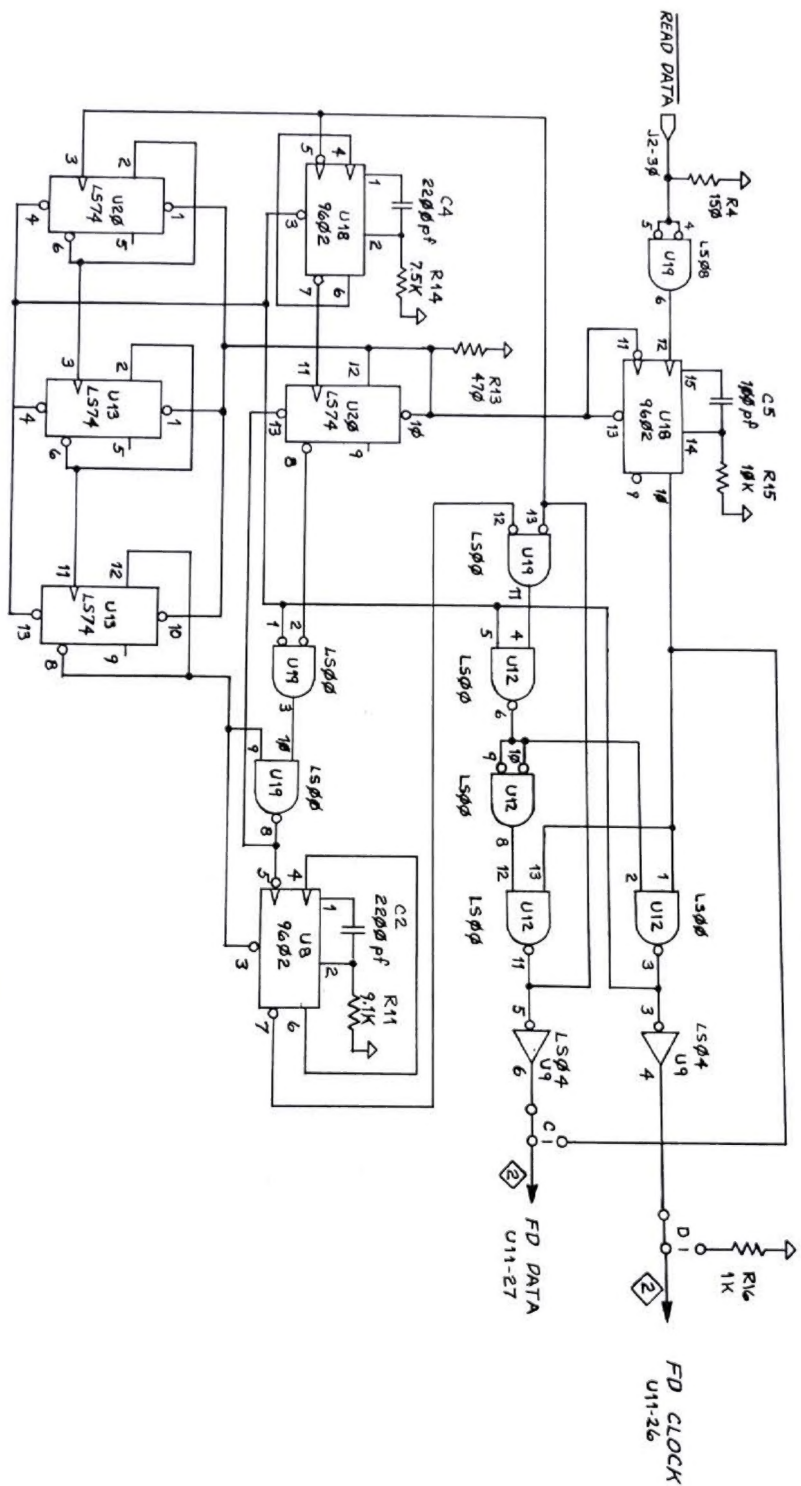 READ DATA
J2-30
R4
150
4
5
LS08
U19
6
12
11
15
C5
100 pf
14
R15
10K
U18
9602
13
10
9
R13
470
C4
2200 pf
R14
7.5K
1
2
4
5
U18
9602
3
6
7
12
11
U20
LS74
10
13
9
8
2
3
U20
LS74
1
4
5
6
2
3
U13
LS74
1
4
5
6
12
11
U13
LS74
10
13
9
8
13
12
LS00
U19
11
4
5
LS00
U12
6
10
9
LS00
U12
8
13
12
LS00
U12
11
1
2
LS00
U12
3
3
LS04
U9
4
5
LS04
U9
6
2
1
LS00
U19
3
10
9
LS00
U19
8
4
5
1
C2
2200 pf
2
R11
9.1K
U8
9602
3
6
7
C
2
FD DATA
U11-27
D
R16
1K
2
FD CLOCK
U11-26